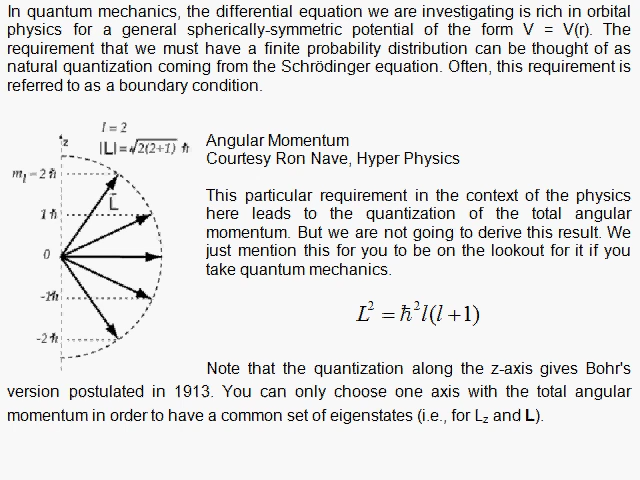 In quantum mechanics, the differential equation we are investigating is rich in orbital
physics for a general spherically-symmetric potential of the form V = V(r). The
requirement that we must have a finite probability distribution can be thought of as
natural quantization coming from the Schrödinger equation. Often, this requirement is
referred to as a boundary condition.
z
l = 2
|L| = √2(2+1) ħ
m_l = 2ħ
L
1ħ
0
-1ħ
-2ħ
Angular Momentum
Courtesy Ron Nave, Hyper Physics
This particular requirement in the context of the physics
here leads to the quantization of the total angular
momentum. But we are not going to derive this result. We
just mention this for you to be on the lookout for it if you
take quantum mechanics.
L² = ħ²l(l+1)
Note that the quantization along the z-axis gives Bohr's
version postulated in 1913. You can only choose one axis with the total angular
momentum in order to have a common set of eigenstates (i.e., for L_z and L).